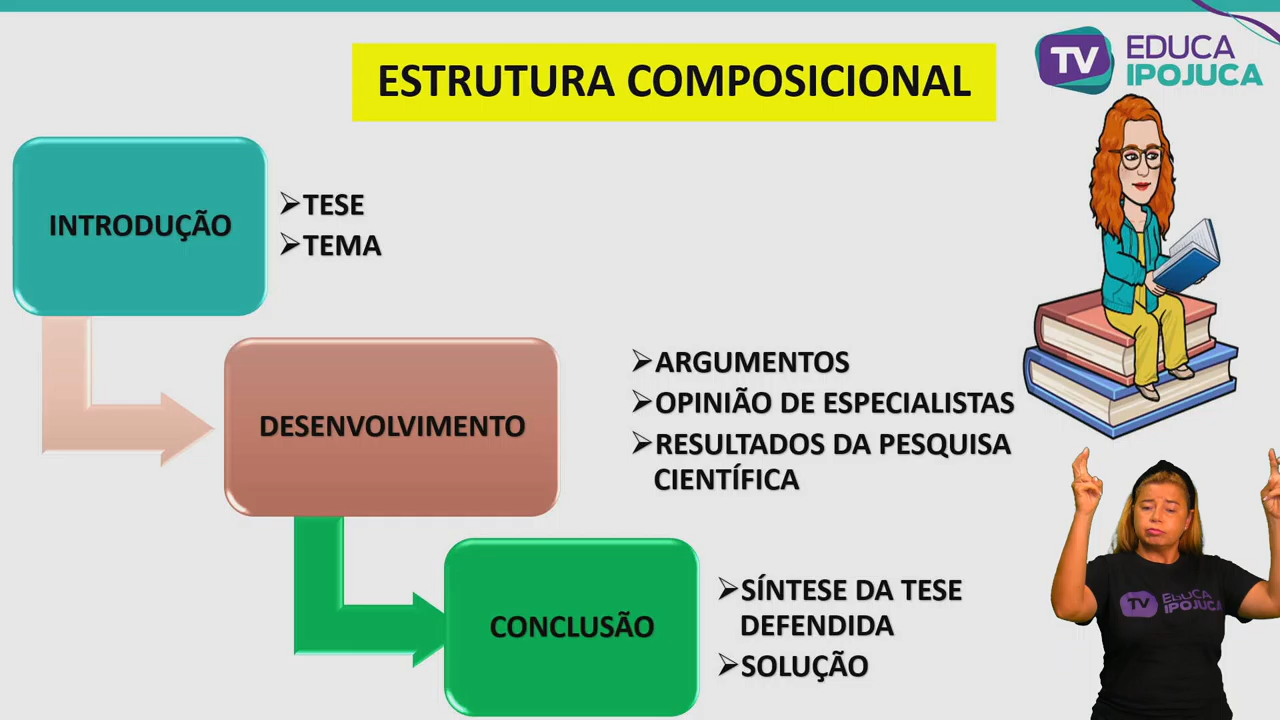 ESTRUTURA COMPOSICIONAL
TV EDUCA
IPOJUCA
INTRODUÇÃO
➢TESE
➢TEMA
DESENVOLVIMENTO
➢ARGUMENTOS
➢OPINIÃO DE ESPECIALISTAS
➢RESULTADOS DA PESQUISA
CIENTÍFICA
CONCLUSÃO
➢SÍNTESE DA TESE
DEFENDIDA
➢SOLUÇÃO
TV EDUCA
IPOJUCA